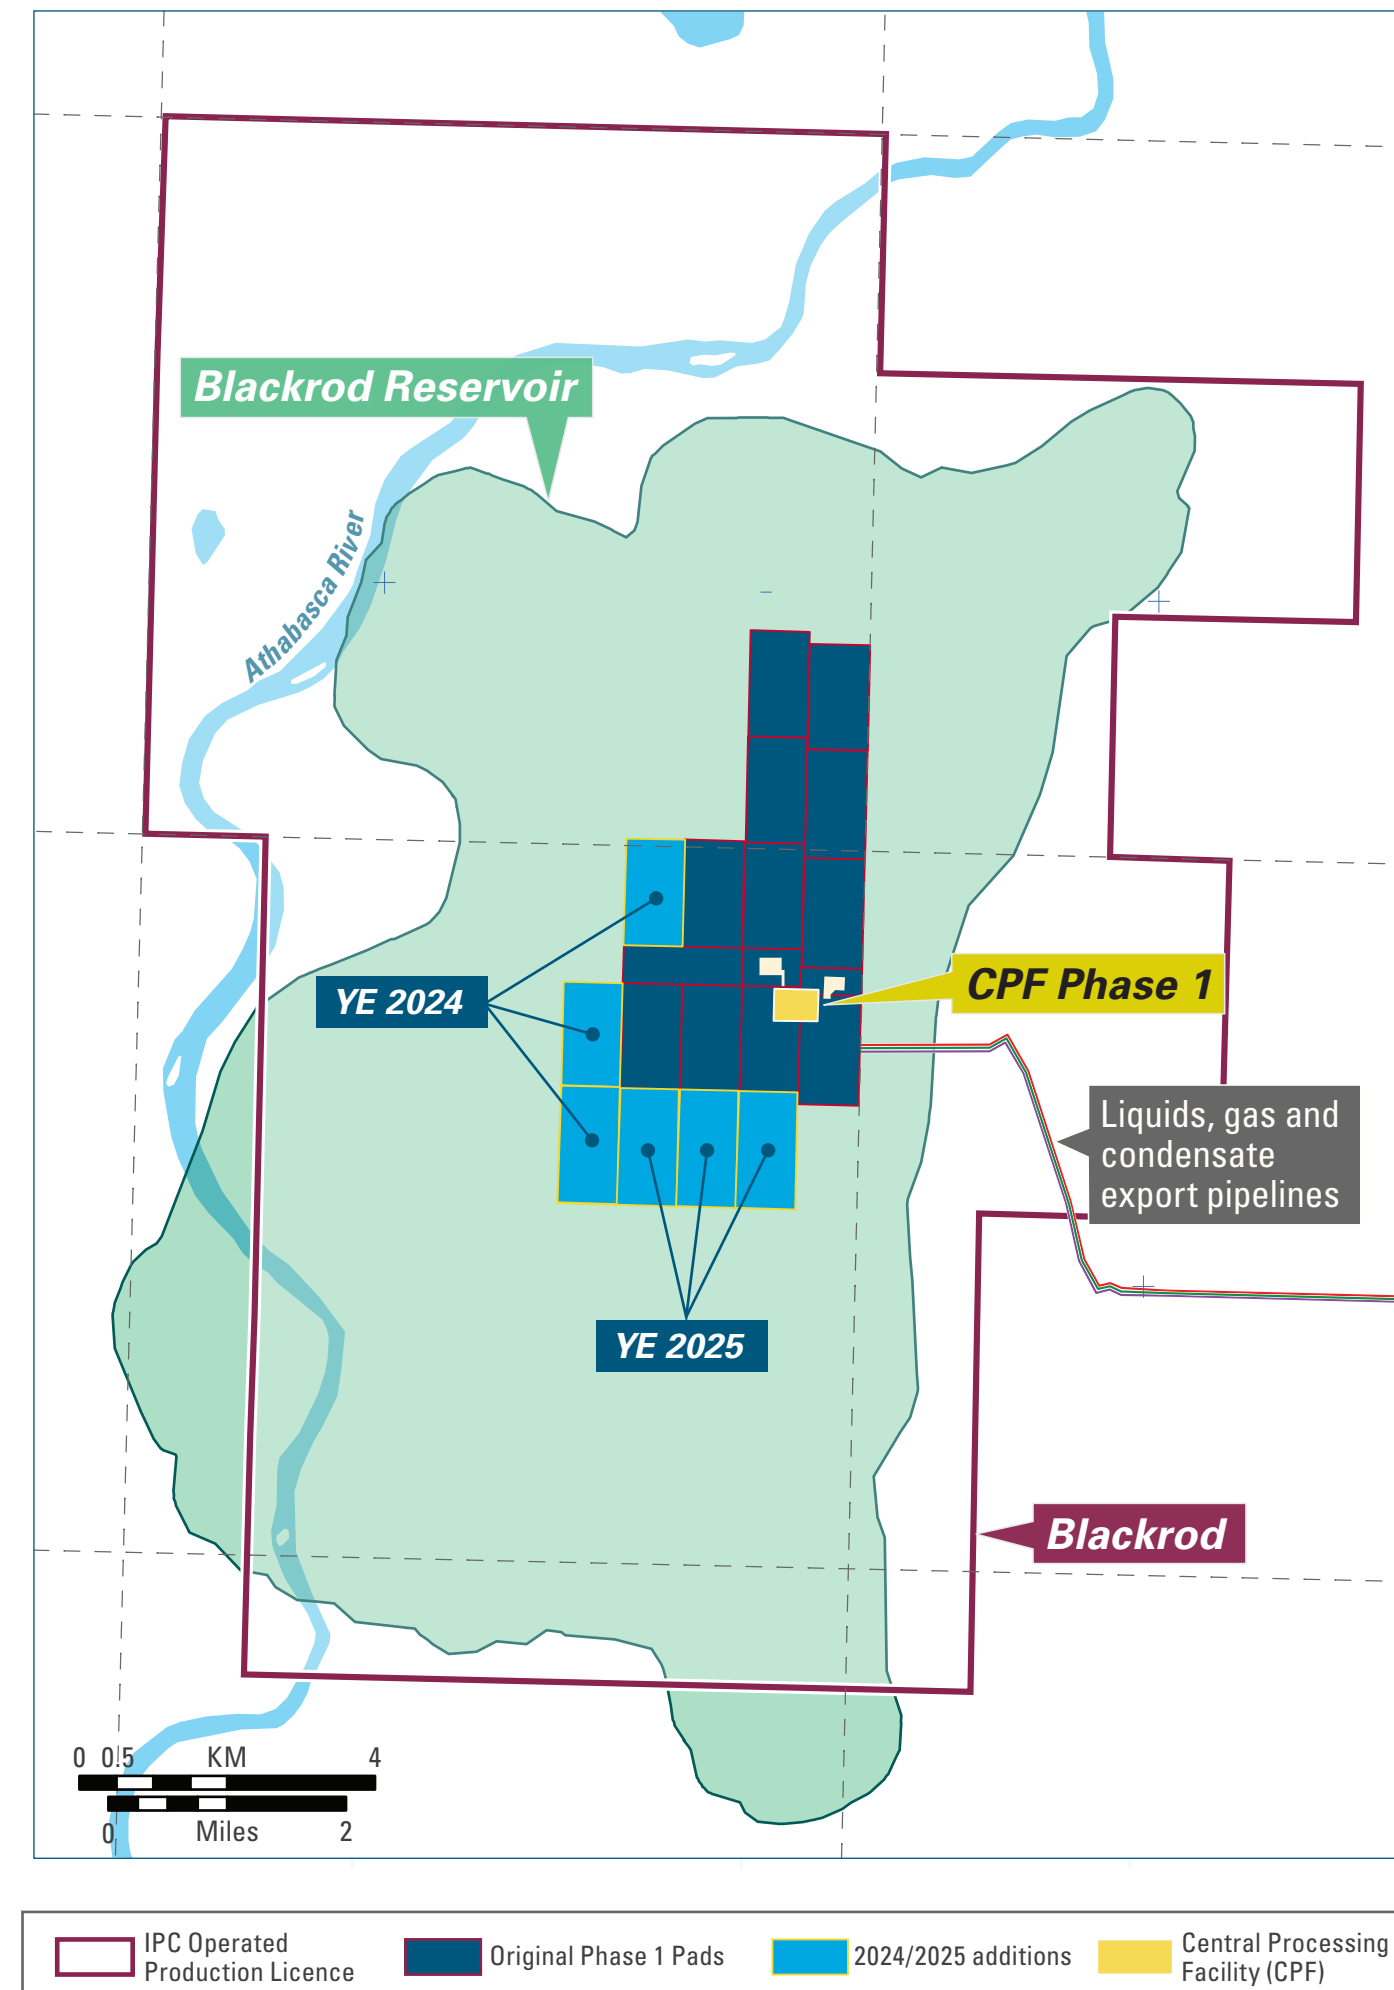 Blackrod Reservoir
Athabasca River
YE 2024
CPF Phase 1
Liquids, gas and
condensate
export pipelines
YE 2025
Blackrod
0 0.5 KM 4
0 Miles 2
IPC Operated
Production Licence
Original Phase 1 Pads
2024/2025 additions
Central Processing
Facility (CPF)